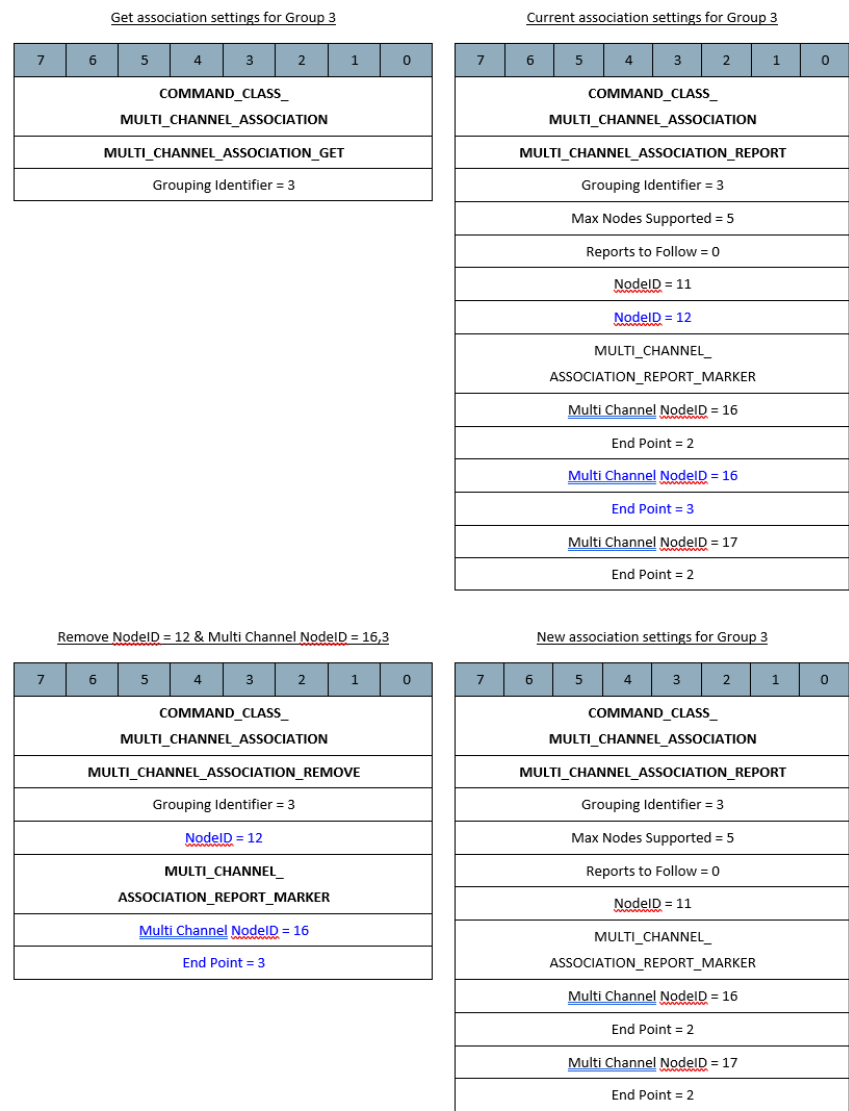 Get association settings for Group 3
7 6 5 4 3 2 1 0
COMMAND_CLASS_
MULTI_CHANNEL_ASSOCIATION
MULTI_CHANNEL_ASSOCIATION_GET
Grouping Identifier = 3
Current association settings for Group 3
7 6 5 4 3 2 1 0
COMMAND_CLASS_
MULTI_CHANNEL_ASSOCIATION
MULTI_CHANNEL_ASSOCIATION_REPORT
Grouping Identifier = 3
Max Nodes Supported = 5
Reports to Follow = 0
NodeID = 11
NodeID = 12
MULTI_CHANNEL_
ASSOCIATION_REPORT_MARKER
Multi Channel NodeID = 16
End Point = 2
Multi Channel NodeID = 16
End Point = 3
Multi Channel NodeID = 17
End Point = 2
Remove NodeID = 12 & Multi Channel NodeID = 16,3
7 6 5 4 3 2 1 0
COMMAND_CLASS_
MULTI_CHANNEL_ASSOCIATION
MULTI_CHANNEL_ASSOCIATION_REMOVE
Grouping Identifier = 3
NodeID = 12
MULTI_CHANNEL_
ASSOCIATION_REPORT_MARKER
Multi Channel NodeID = 16
End Point = 3
New association settings for Group 3
7 6 5 4 3 2 1 0
COMMAND_CLASS_
MULTI_CHANNEL_ASSOCIATION
MULTI_CHANNEL_ASSOCIATION_REPORT
Grouping Identifier = 3
Max Nodes Supported = 5
Reports to Follow = 0
NodeID = 11
MULTI_CHANNEL_
ASSOCIATION_REPORT_MARKER
Multi Channel NodeID = 16
End Point = 2
Multi Channel NodeID = 17
End Point = 2